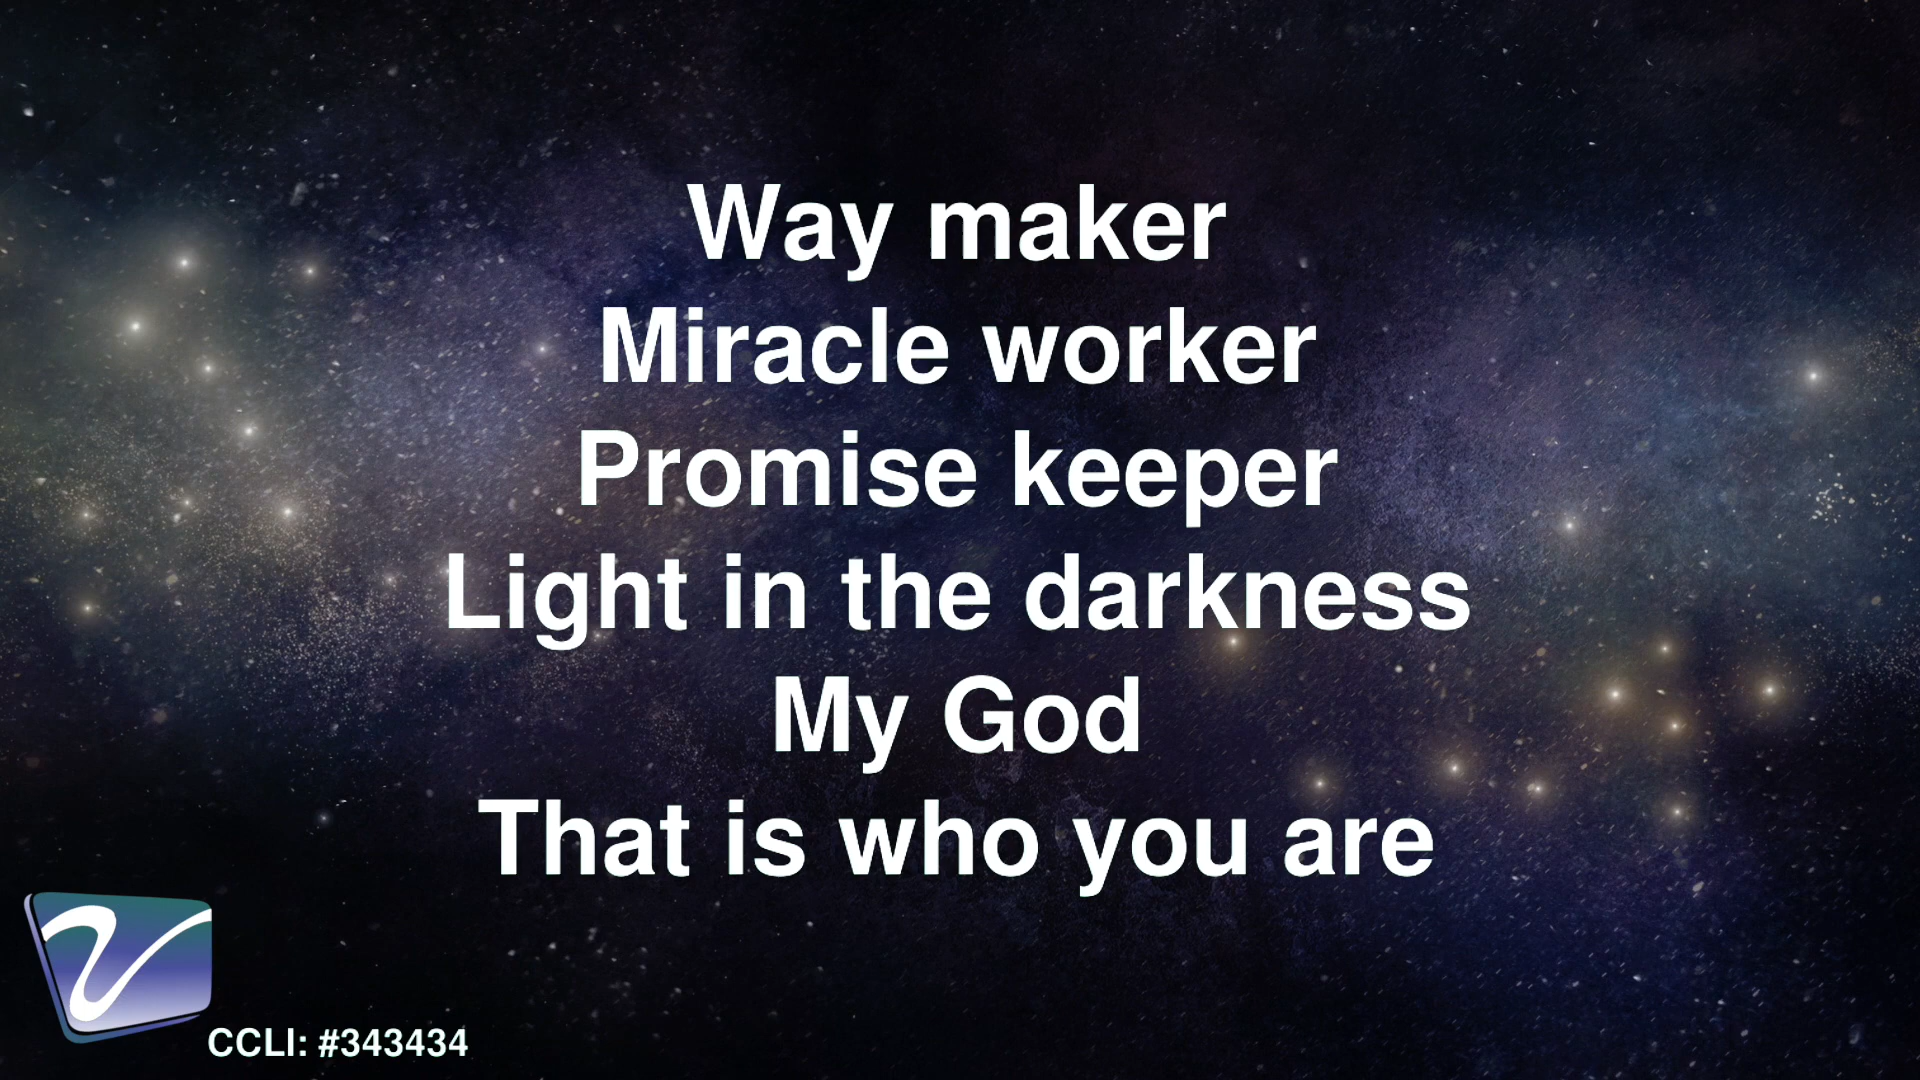 Way maker
Miracle worker
Promise keeper
Light in the darkness
My God
That is who you are
CCLI: #343434